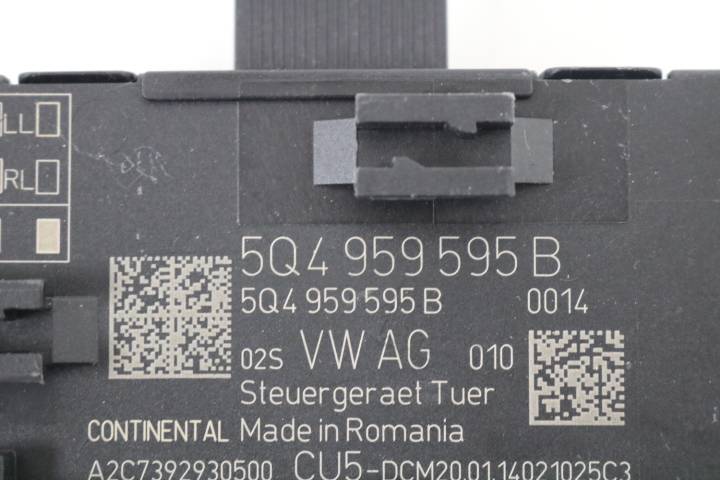 LL
RL
5Q4 959 595 B
5Q4 959 595 B 0014
02S VW AG 010
Steuergeraet Tuer
CONTINENTAL Made in Romania
A2C7392930500 CU5-DCM20.01.14021025C3